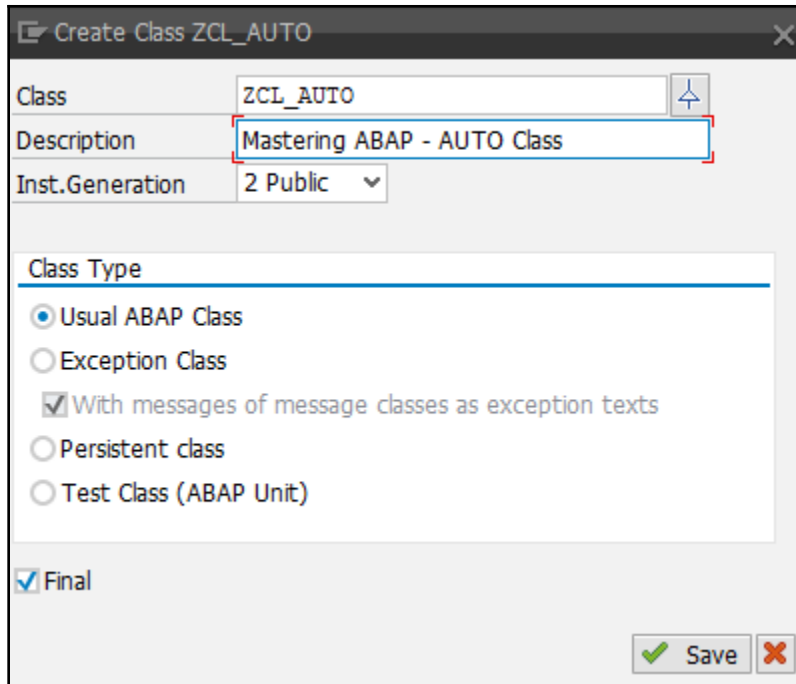 Create Class ZCL_AUTO
Class ZCL_AUTO
Description Mastering ABAP - AUTO Class
Inst.Generation 2 Public
Class Type
Usual ABAP Class
Exception Class
With messages of message classes as exception texts
Persistent class
Test Class (ABAP Unit)
Final
Save